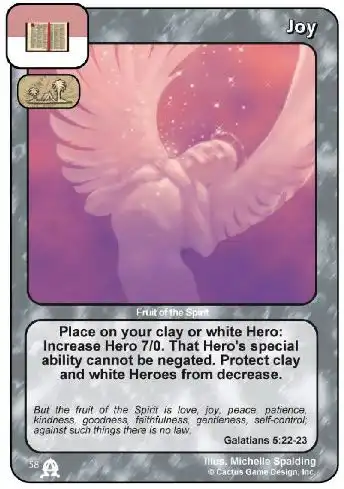 Joy
Fruit of the Spirit
Place on your clay or white Hero:
Increase Hero 7/0. That Hero's special
ability cannot be negated. Protect clay
and white Heroes from decrease.
But the fruit of the Spirit is love, joy, peace, patience,
kindness, goodness, faithfulness, gentleness, self-control;
against such things there is no law.
Galatians 5:22-23
58
Illus. Michelle Spalding
© Cactus Game Design, Inc.